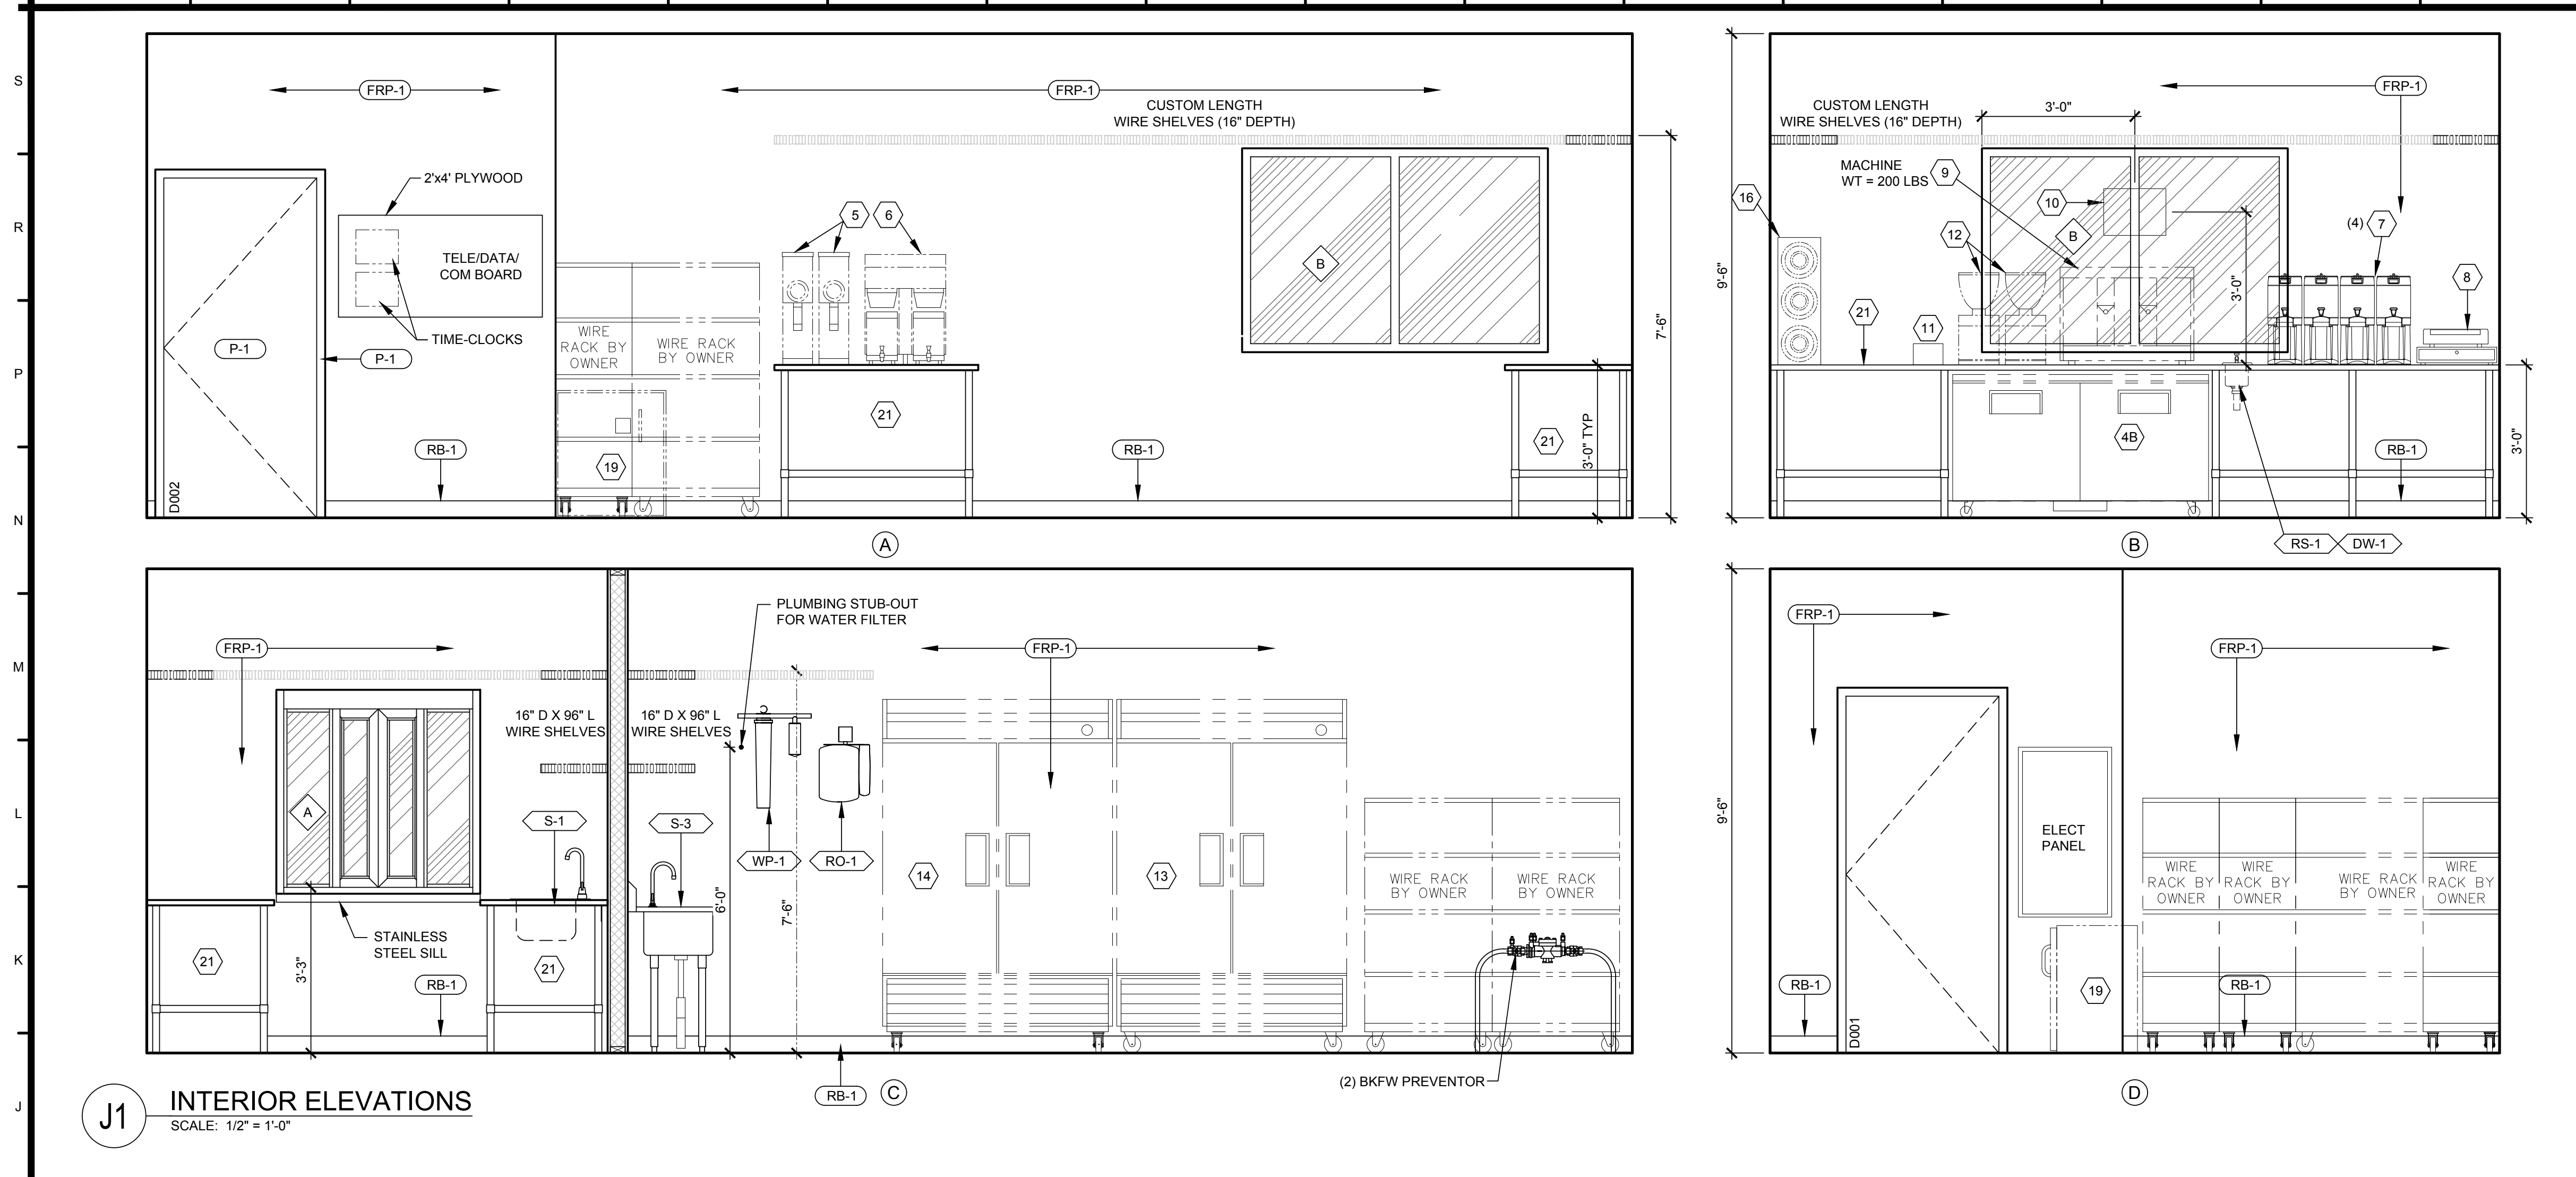 S
R
P
N
M
L
K
J
FRP-1
FRP-1
CUSTOM LENGTH
WIRE SHELVES (16" DEPTH)
2'x4' PLYWOOD
TELE/DATA/
COM BOARD
TIME-CLOCKS
P-1
P-1
D002
RB-1
WIRE
RACK BY
OWNER
WIRE RACK
BY OWNER
19
5
6
21
B
RB-1
21
3'-0" TYP
7'-6"
A
9'-6"
CUSTOM LENGTH
WIRE SHELVES (16" DEPTH)
3'-0"
FRP-1
MACHINE
WT = 200 LBS
9
16
10
12
B
(4)
7
8
3'-0"
21
11
4B
RB-1
3'-0"
RS-1
DW-1
B
FRP-1
A
16" D X 96" L
WIRE SHELVES
16" D X 96" L
WIRE SHELVES
S-1
S-3
21
STAINLESS
STEEL SILL
3'-3"
RB-1
21
PLUMBING STUB-OUT
FOR WATER FILTER
FRP-1
WP-1
RO-1
6'-0"
7'-6"
14
13
WIRE RACK
BY OWNER
WIRE RACK
BY OWNER
(2) BKFW PREVENTOR
RB-1
C
9'-6"
FRP-1
FRP-1
ELECT
PANEL
RB-1
D001
19
WIRE
RACK BY
OWNER
WIRE
RACK BY
OWNER
WIRE RACK
BY OWNER
WIRE
RACK BY
OWNER
RB-1
D
J1
INTERIOR ELEVATIONS
SCALE: 1/2" = 1'-0"